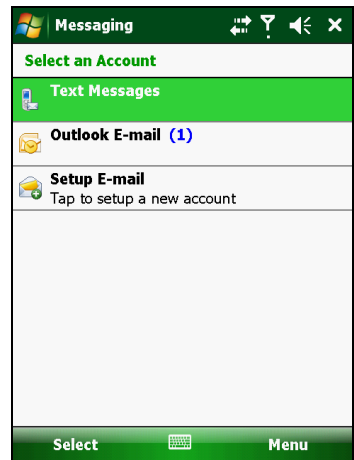 Messaging
Select an Account
Text Messages
Outlook E-mail (1)
Setup E-mail
Tap to setup a new account
Select Menu